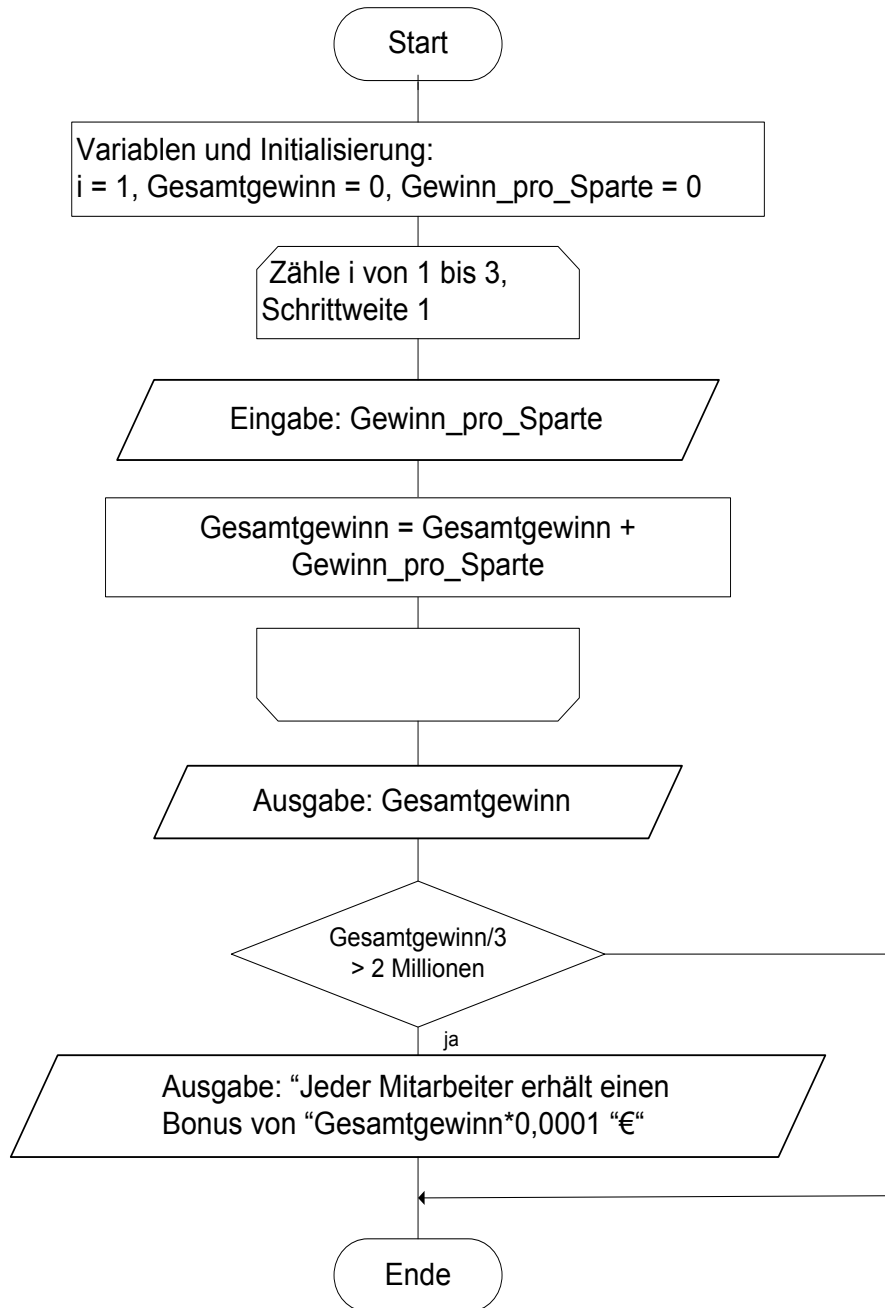 Start
Variablen und Initialisierung:
i = 1, Gesamtgewinn = 0, Gewinn_pro_Sparte = 0
Zähle i von 1 bis 3,
Schrittweite 1
Eingabe: Gewinn_pro_Sparte
Gesamtgewinn = Gesamtgewinn +
Gewinn_pro_Sparte
Ausgabe: Gesamtgewinn
Gesamtgewinn/3
> 2 Millionen
ja
Ausgabe: “Jeder Mitarbeiter erhält einen
Bonus von “Gesamtgewinn*0,0001 “€“
Ende